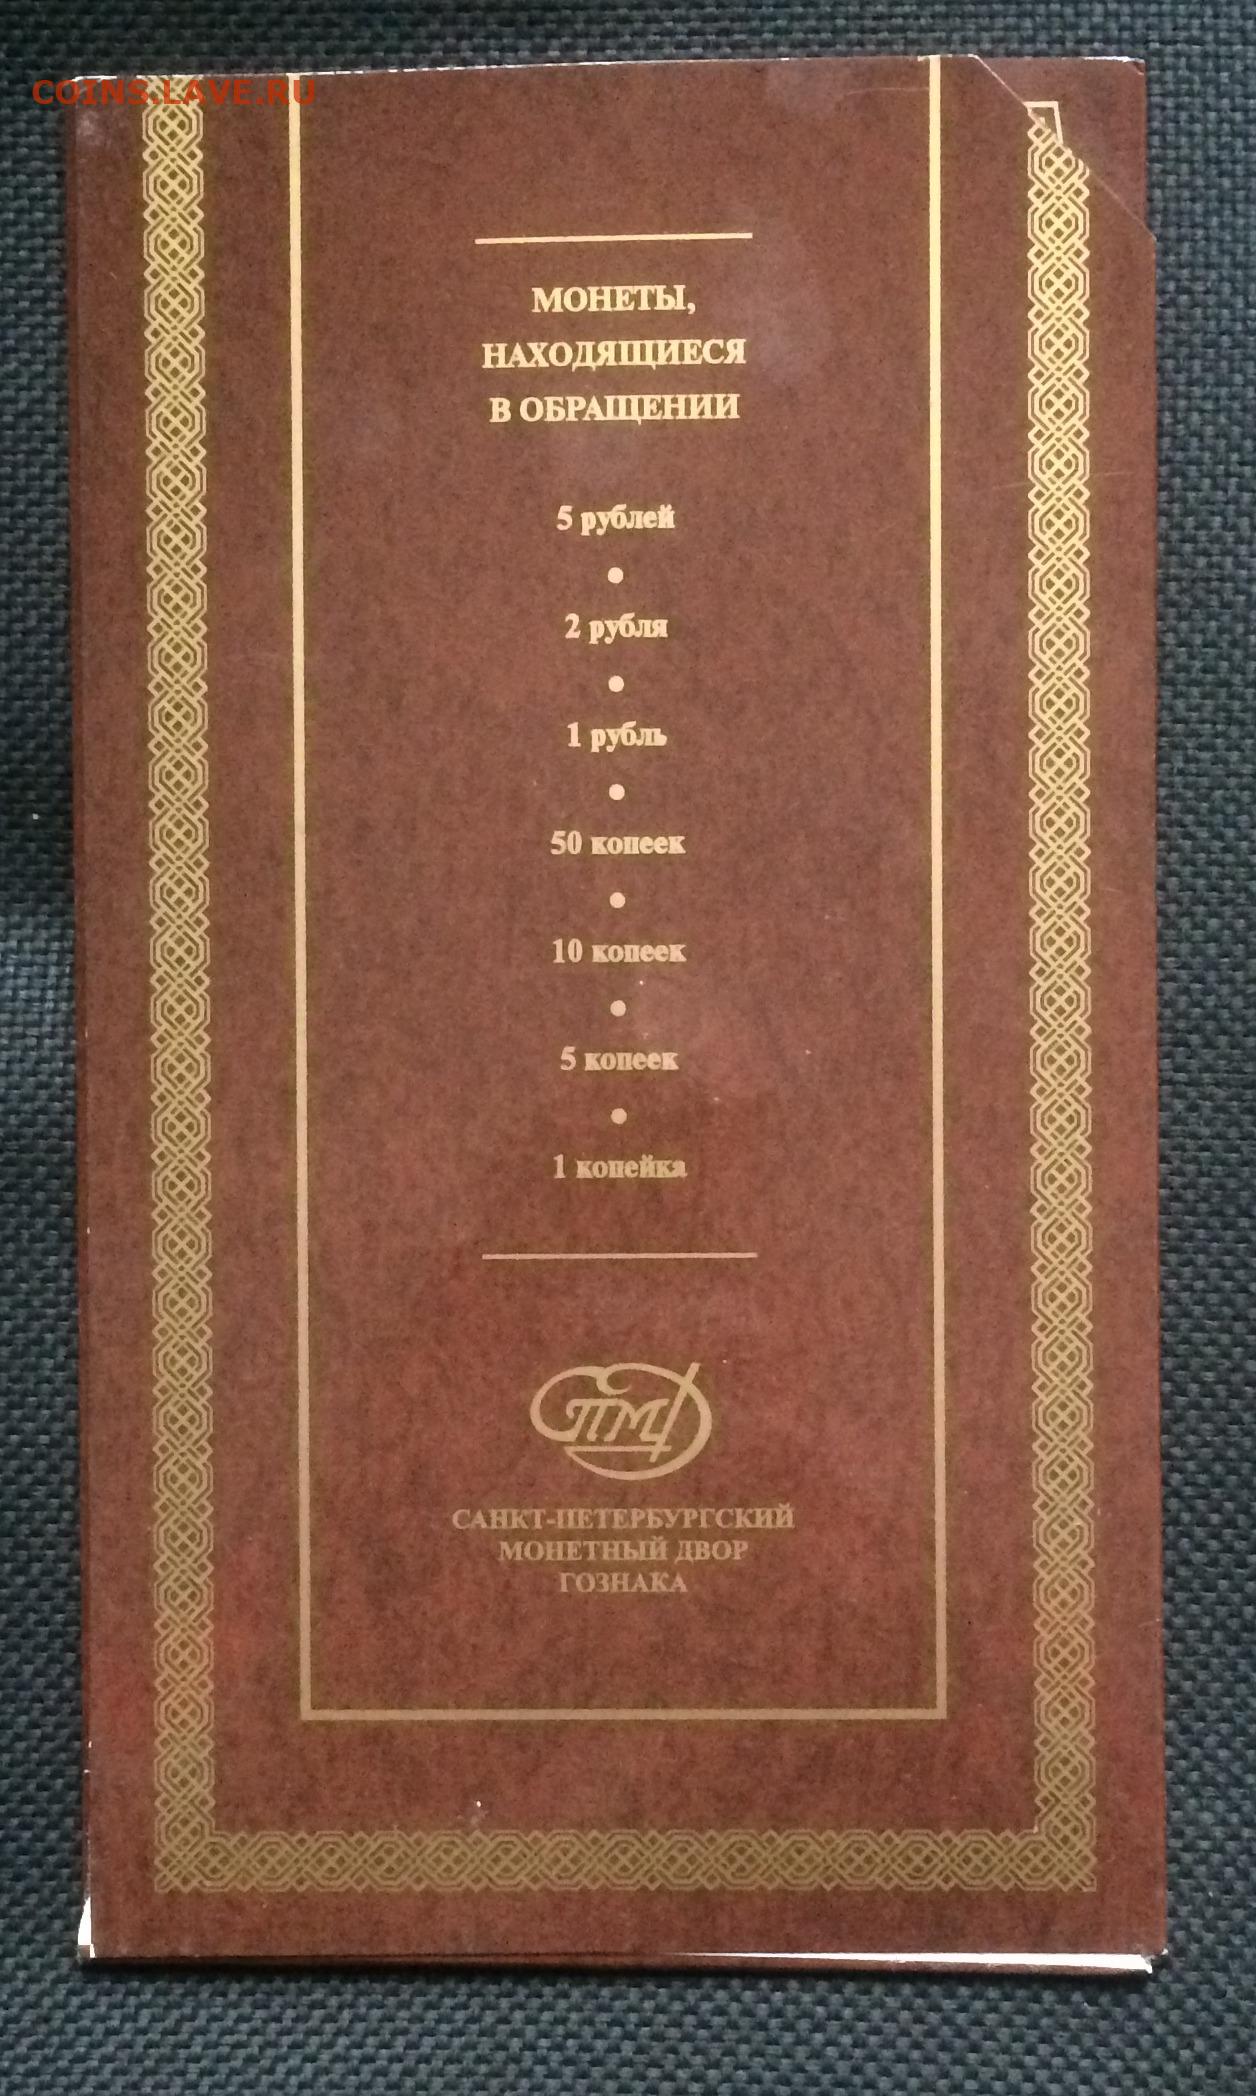 COINS.LAVE.RU
МОНЕТЫ,
НАХОДЯЩИЕСЯ
В ОБРАЩЕНИИ
5 рублей
2 рубля
1 рубль
50 копеек
10 копеек
5 копеек
1 копейка
СПМД
САНКТ-ПЕТЕРБУРГСКИЙ
МОНЕТНЫЙ ДВОР
ГОЗНАКА